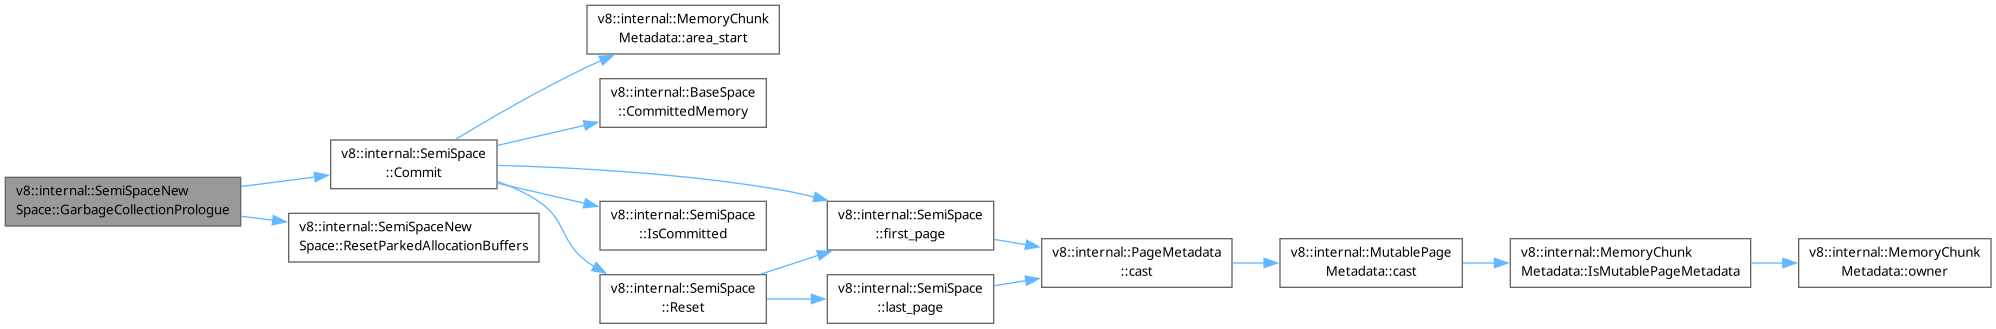 v8::internal::MemoryChunk
Metadata::area_start
v8::internal::BaseSpace
::CommittedMemory
v8::internal::SemiSpace
::Commit
v8::internal::SemiSpaceNew
Space::GarbageCollectionPrologue
v8::internal::SemiSpaceNew
Space::ResetParkedAllocationBuffers
v8::internal::SemiSpace
::IsCommitted
v8::internal::SemiSpace
::first_page
v8::internal::SemiSpace
::Reset
v8::internal::SemiSpace
::last_page
v8::internal::PageMetadata
::cast
v8::internal::MutablePage
Metadata::cast
v8::internal::MemoryChunk
Metadata::IsMutablePageMetadata
v8::internal::MemoryChunk
Metadata::owner